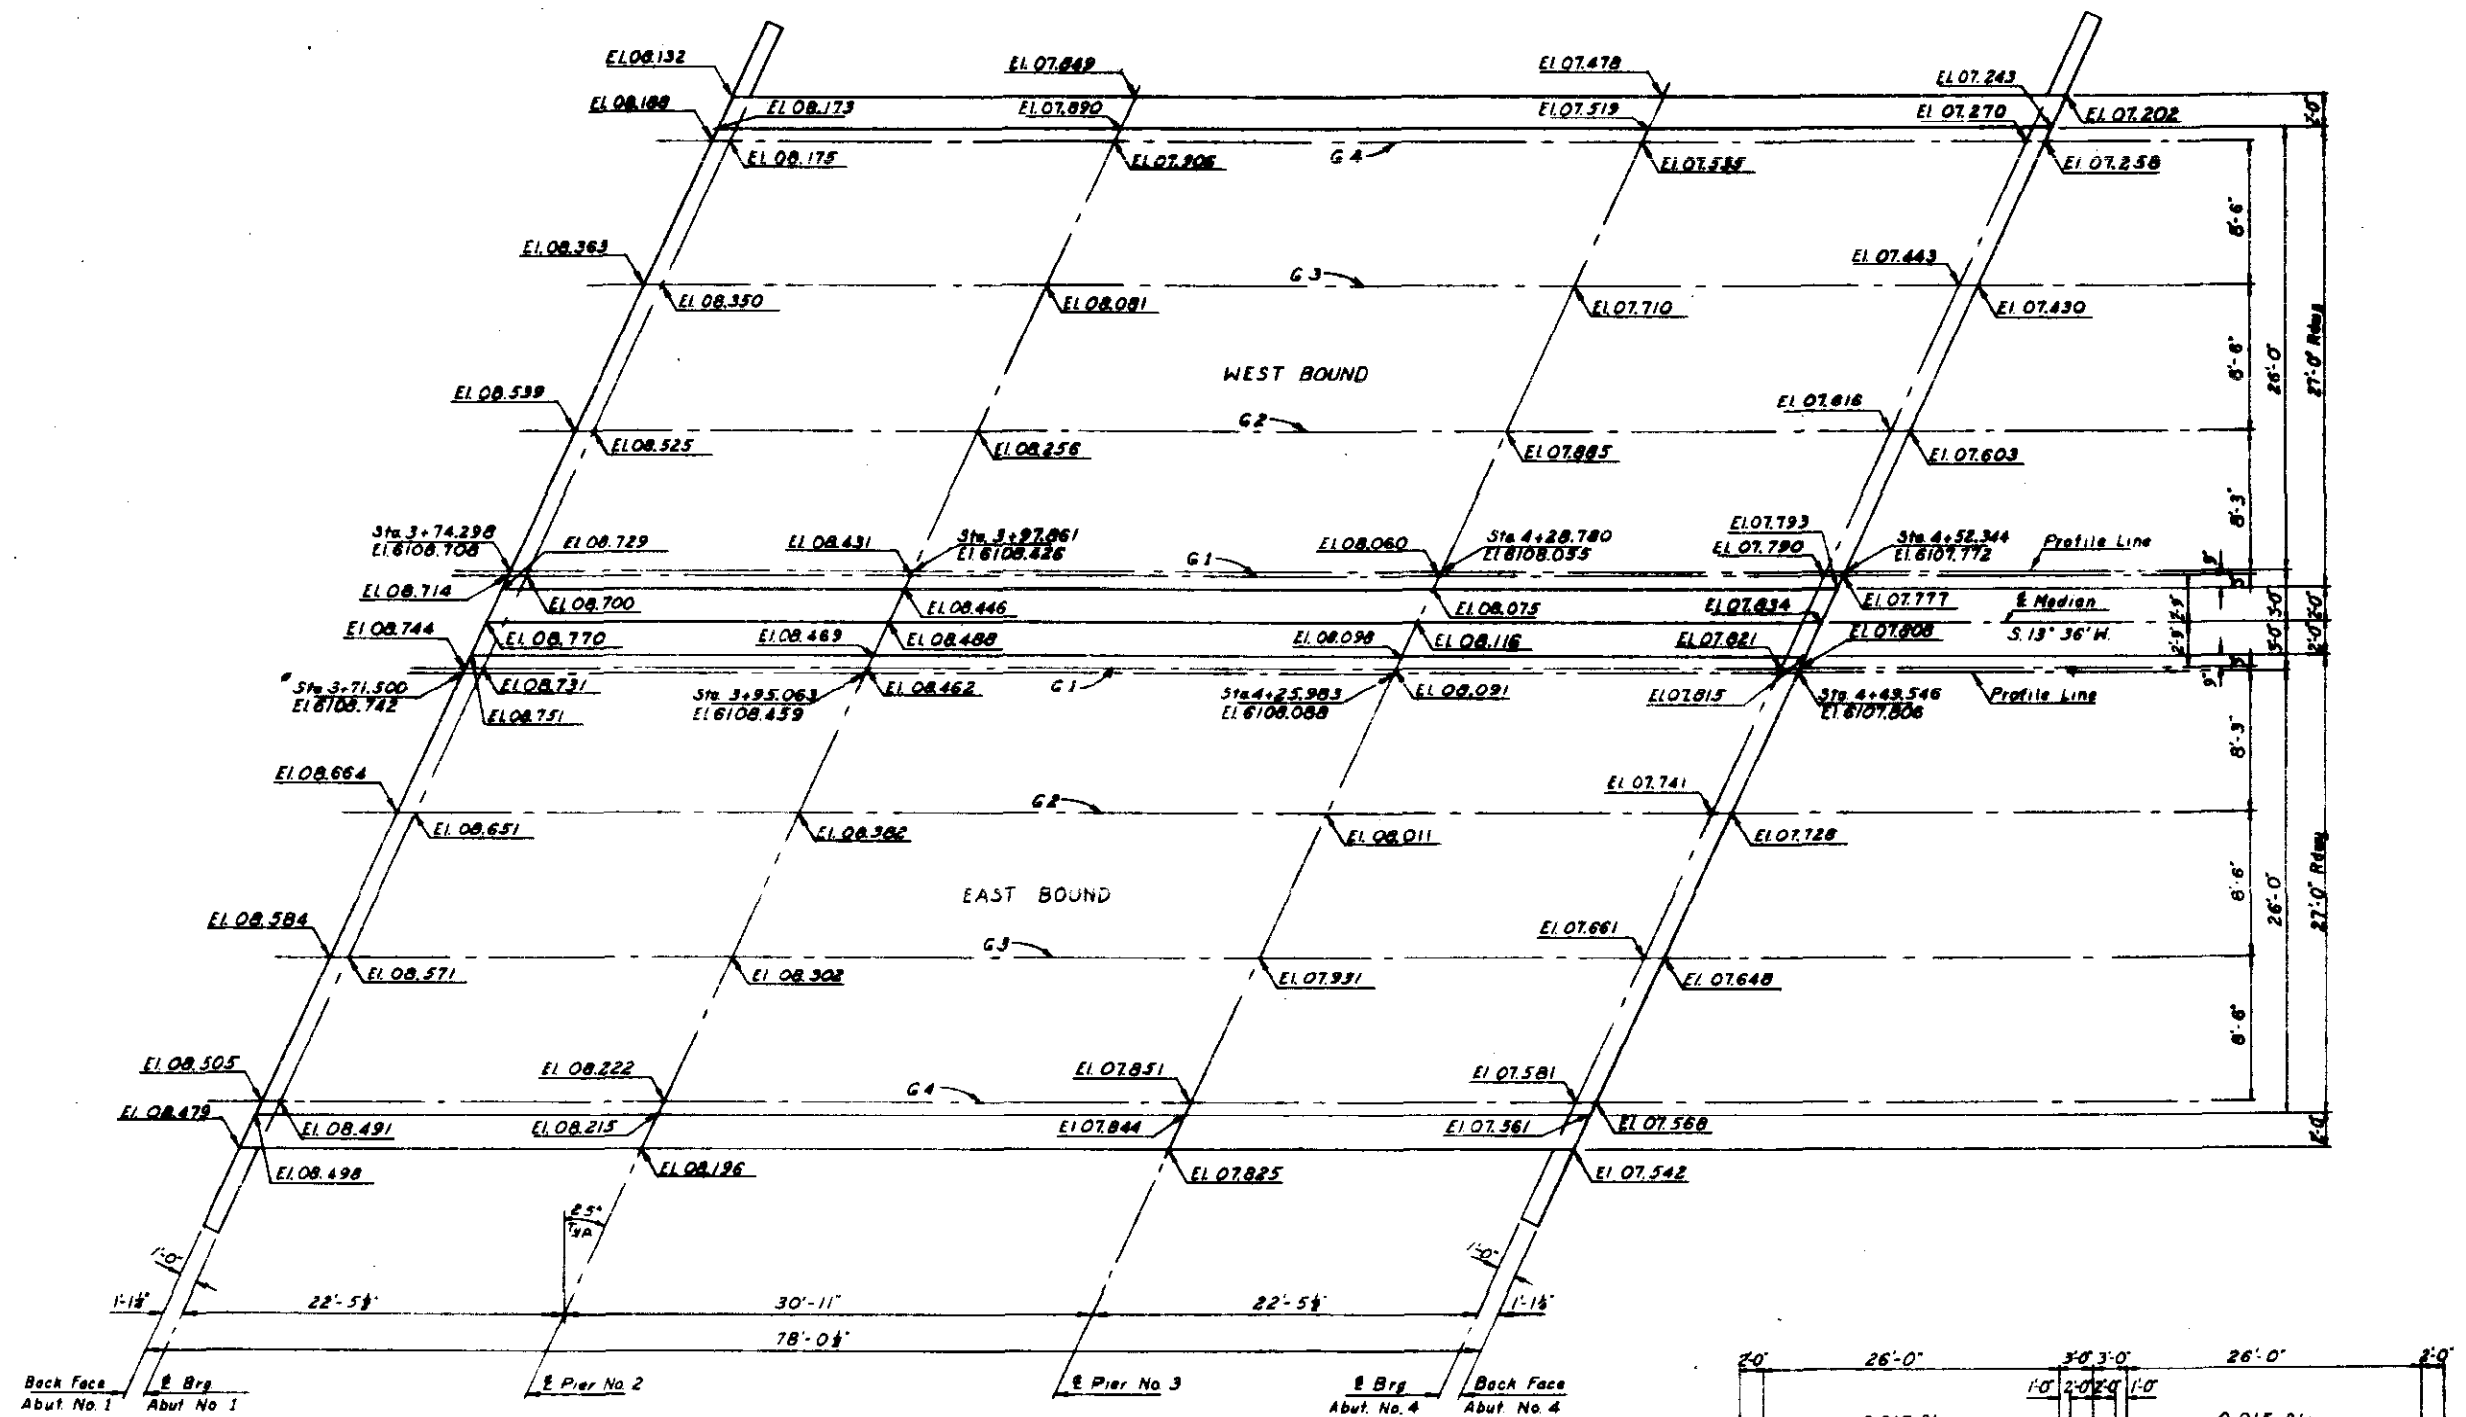 El.08.132
El. 07.849
El. 07.478
El. 07.243
El. 08.188
El. 08.173
El. 07.890
El. 07.519
El. 07.270
El. 07.202
2'-0"
El. 08.175
El. 07.906
G 4
El. 07.535
El. 07.258
8'-6"
El. 08.363
G 3
El. 07.443
El. 08.350
El. 08.081
El. 07.710
El. 07.430
27'-0" Rdwy
26'-0"
8'-6"
WEST BOUND
El. 08.539
G 2
El. 07.616
El. 08.525
El. 08.256
El. 07.885
El. 07.603
8'-3"
Sta. 3+74.298
El. 6108.708
El. 08.729
El. 08.431
Sta. 3+97.861
El. 6108.426
El. 08.060
Sta. 4+28.780
El. 6108.055
El. 07.793
El. 07.790
Sta. 4+52.344
El. 6107.772
Profile Line
G 1
9"
El. 08.714
El. 08.700
El. 08.446
El. 08.075
El. 07.834
El. 07.777
℄ Median
S. 13° 36' W.
2'-9"
3'-0"
2'-0"
El. 08.744
El. 08.770
El. 08.469
El. 08.488
El. 08.098
El. 08.116
El. 07.821
El. 07.808
2'-9"
3'-0"
2'-0"
Sta. 3+71.500
El. 6108.742
El. 08.731
El. 08.751
Sta. 3+95.063
El. 6108.459
El. 08.462
G 1
Sta. 4+25.983
El. 6108.088
El. 08.091
El. 07.815
Sta. 4+49.546
El. 6107.806
Profile Line
9"
8'-3"
El. 08.664
G 2
El. 07.741
El. 08.651
El. 08.382
El. 08.011
El. 07.728
EAST BOUND
8'-6"
26'-0"
27'-0" Rdwy
El. 08.584
G 3
El. 07.661
El. 08.571
El. 08.302
El. 07.931
El. 07.648
8'-6"
El. 08.505
El. 08.222
G 4
El. 07.851
El. 07.581
El. 08.479
El. 08.491
El. 08.215
El. 07.844
El. 07.561
El. 07.568
2'-0"
El. 08.498
El. 08.196
El. 07.825
El. 07.542
25°
Typ.
1'-0"
1'-0"
1'-1½"
22'-5½"
30'-11"
22'-5½"
1'-1½"
78'-0½"
Back Face
Abut. No. 1
℄ Brg
Abut No 1
℄ Pier No. 2
℄ Pier No. 3
℄ Brg
Abut. No. 4
Back Face
Abut. No. 4
2'-0"
26'-0"
3'-0"
3'-0"
26'-0"
2'-0"
1'-0"
2'-0"
2'-0"
1'-0"